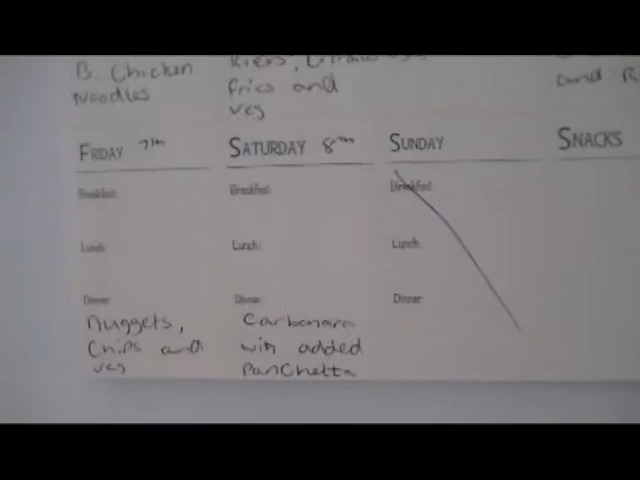 B. Chicken
Noodles
fries and
veg
and
FRIDAY 7th
SATURDAY 8th
SUNDAY
SNACKS
Breakfast:
Breakfast:
Breakfast:
Lunch:
Lunch:
Lunch:
Dinner:
Dinner:
Dinner:
Nuggets,
Chips and
veg
Carbonara
with added
Panchetta